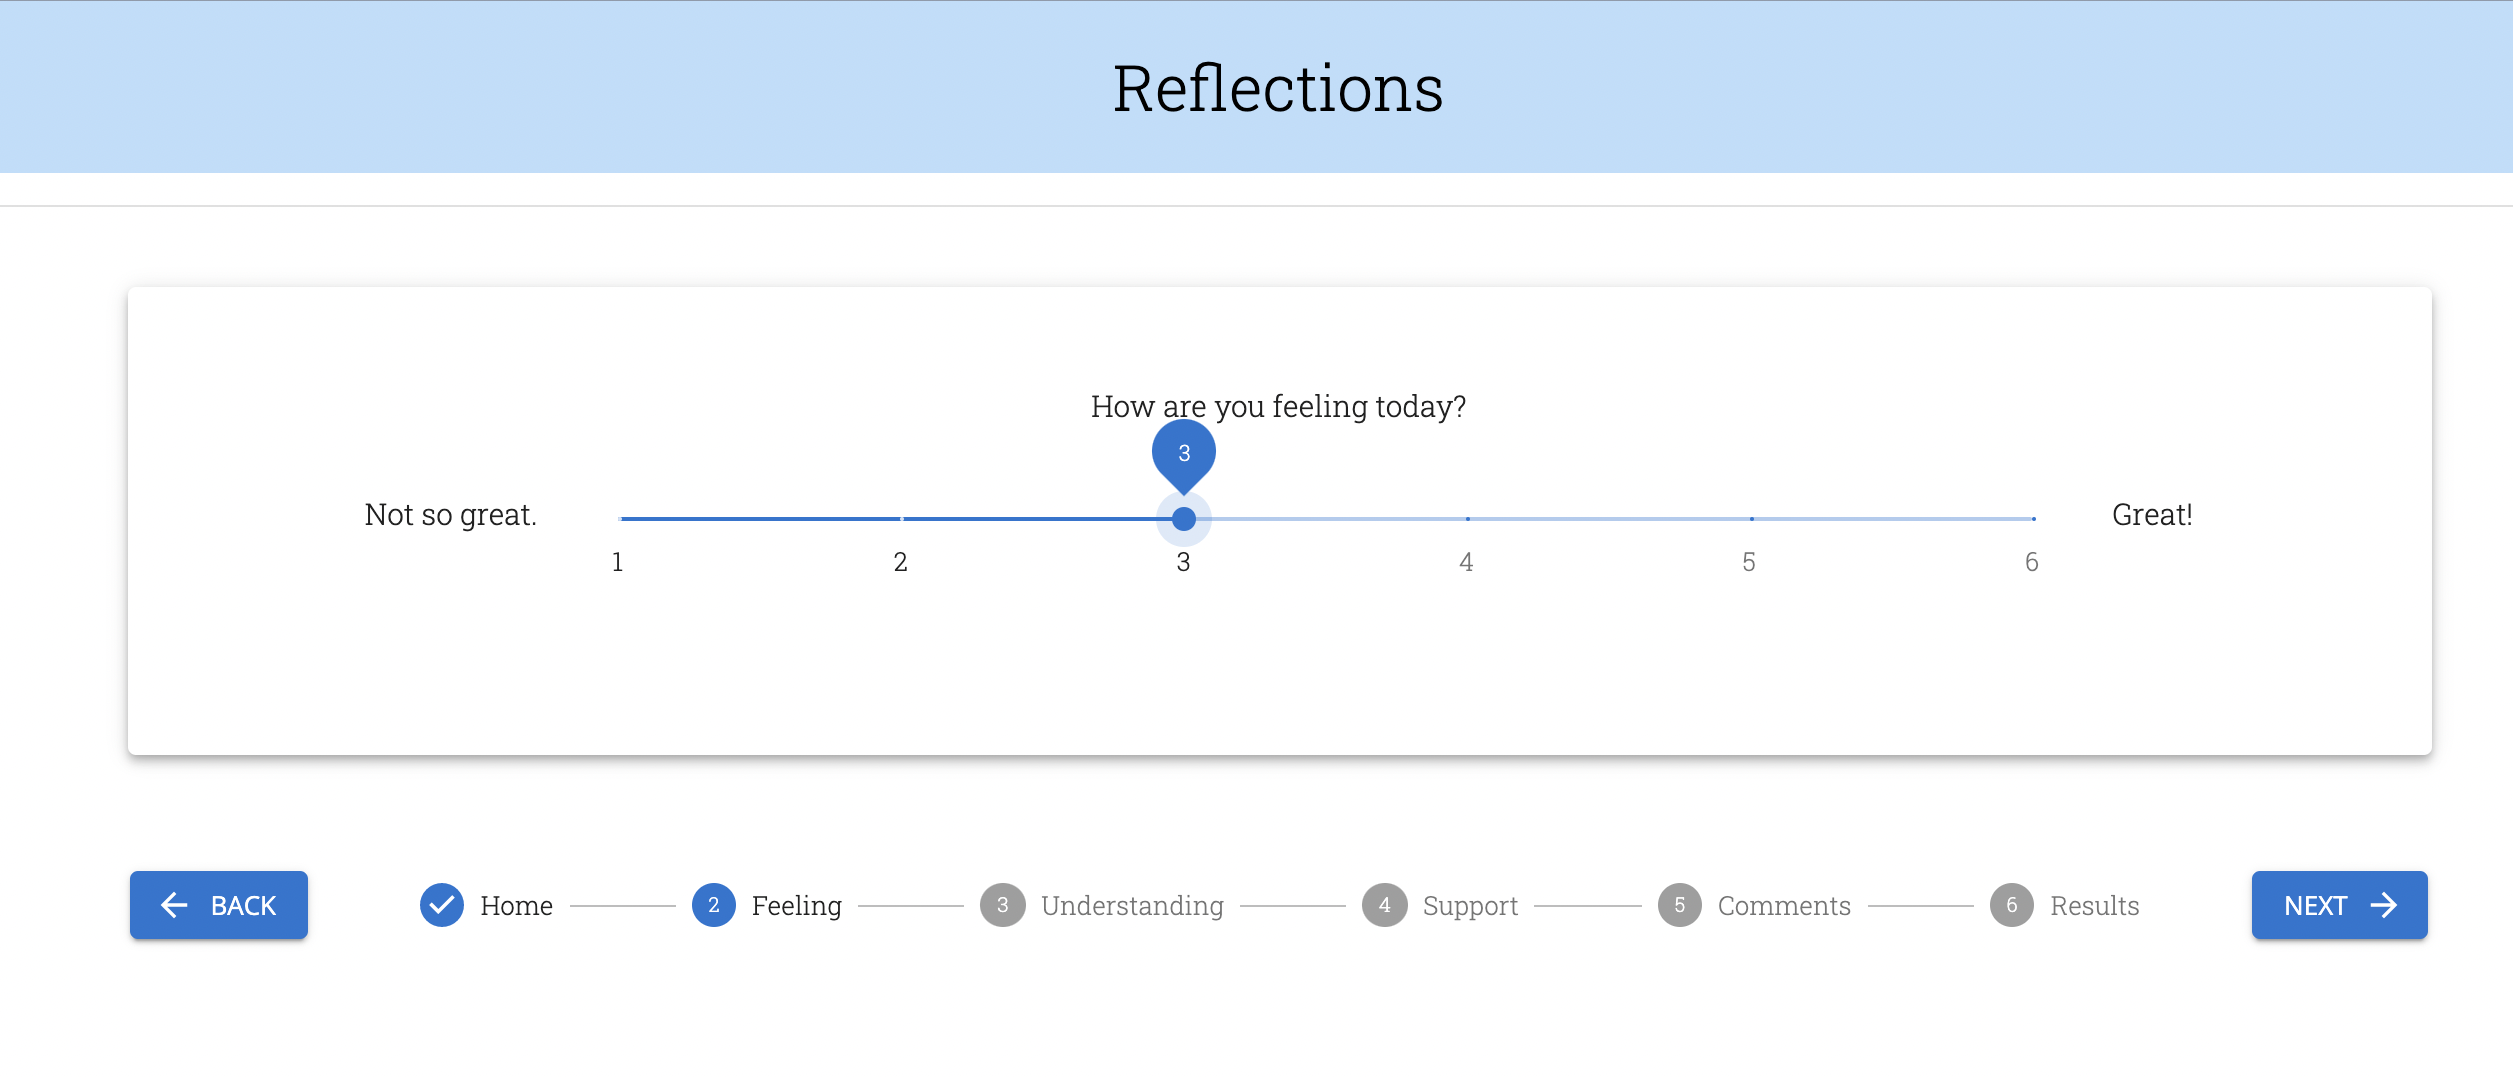 Reflections
How are you feeling today?
3
Not so great.
Great!
1 2 3 4 5 6
BACK
Home
2 Feeling
3 Understanding
4 Support
5 Comments
6 Results
NEXT